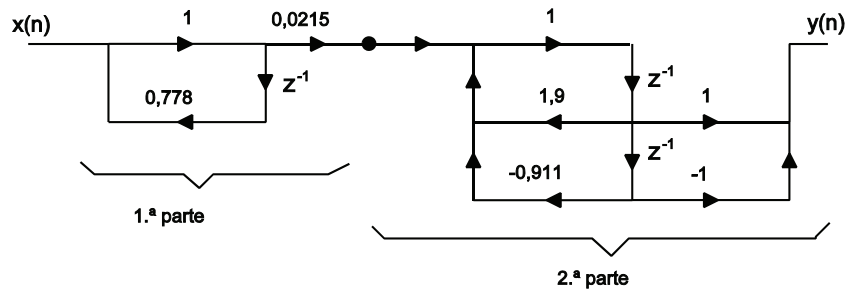 x(n)
1
0,0215
1
y(n)
z⁻¹
z⁻¹
0,778
1,9
1
z⁻¹
-0,911
-1
1.ª parte
2.ª parte